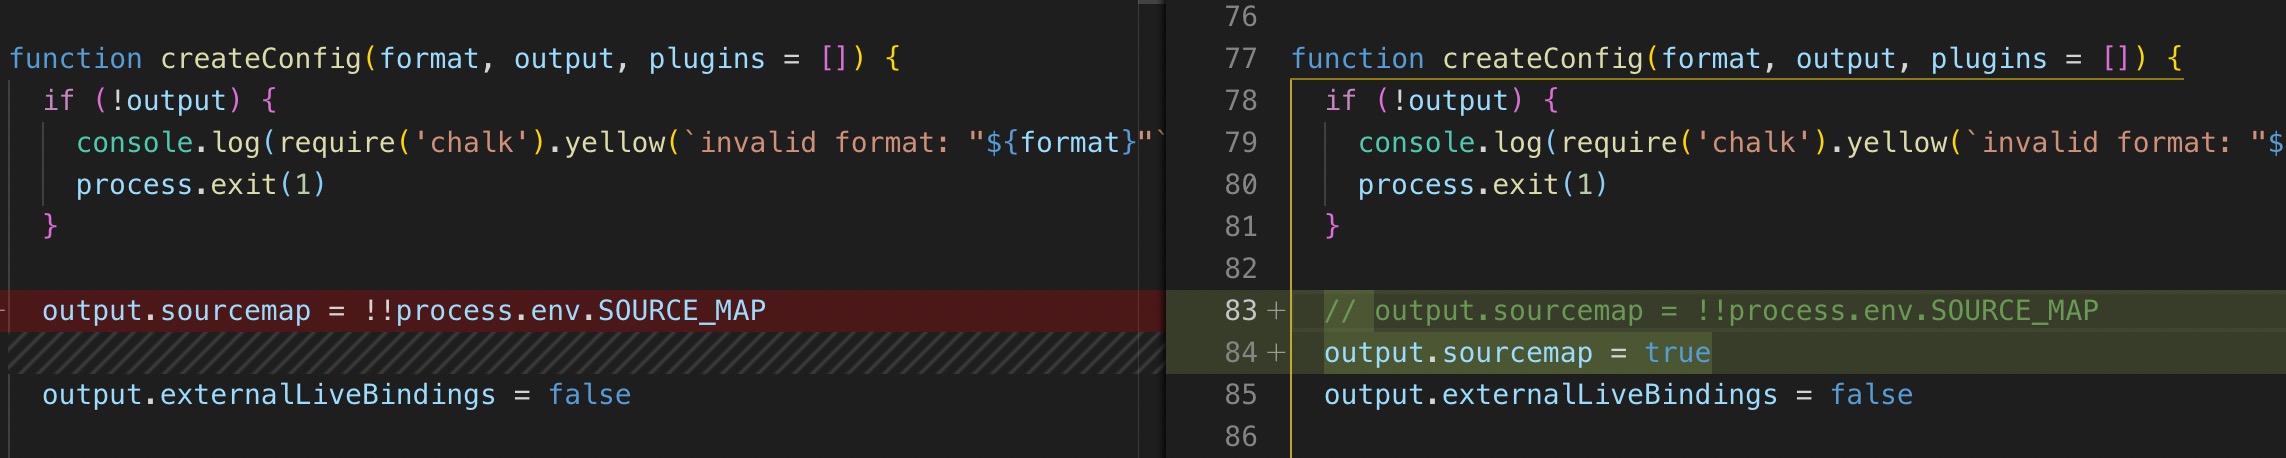 function createConfig(format, output, plugins = []) {
if (!output) {
console.log(require('chalk').yellow(`invalid format: "${format}"`
process.exit(1)
}
output.sourcemap = !!process.env.SOURCE_MAP
output.externalLiveBindings = false
76
77 function createConfig(format, output, plugins = []) {
78 if (!output) {
79 console.log(require('chalk').yellow(`invalid format: "$
80 process.exit(1)
81 }
82
83 + // output.sourcemap = !!process.env.SOURCE_MAP
84 + output.sourcemap = true
85 output.externalLiveBindings = false
86